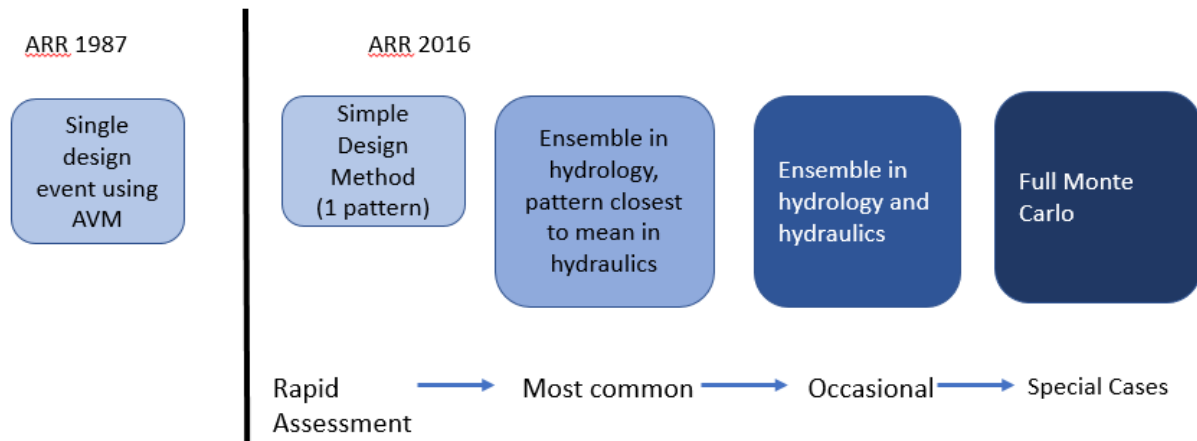 ARR 1987
ARR 2016
Single
design
event using
AVM
Simple
Design
Method
(1 pattern)
Ensemble in
hydrology,
pattern closest
to mean in
hydraulics
Ensemble in
hydrology and
hydraulics
Full Monte
Carlo
Rapid
Assessment
Most common
Occasional
Special Cases